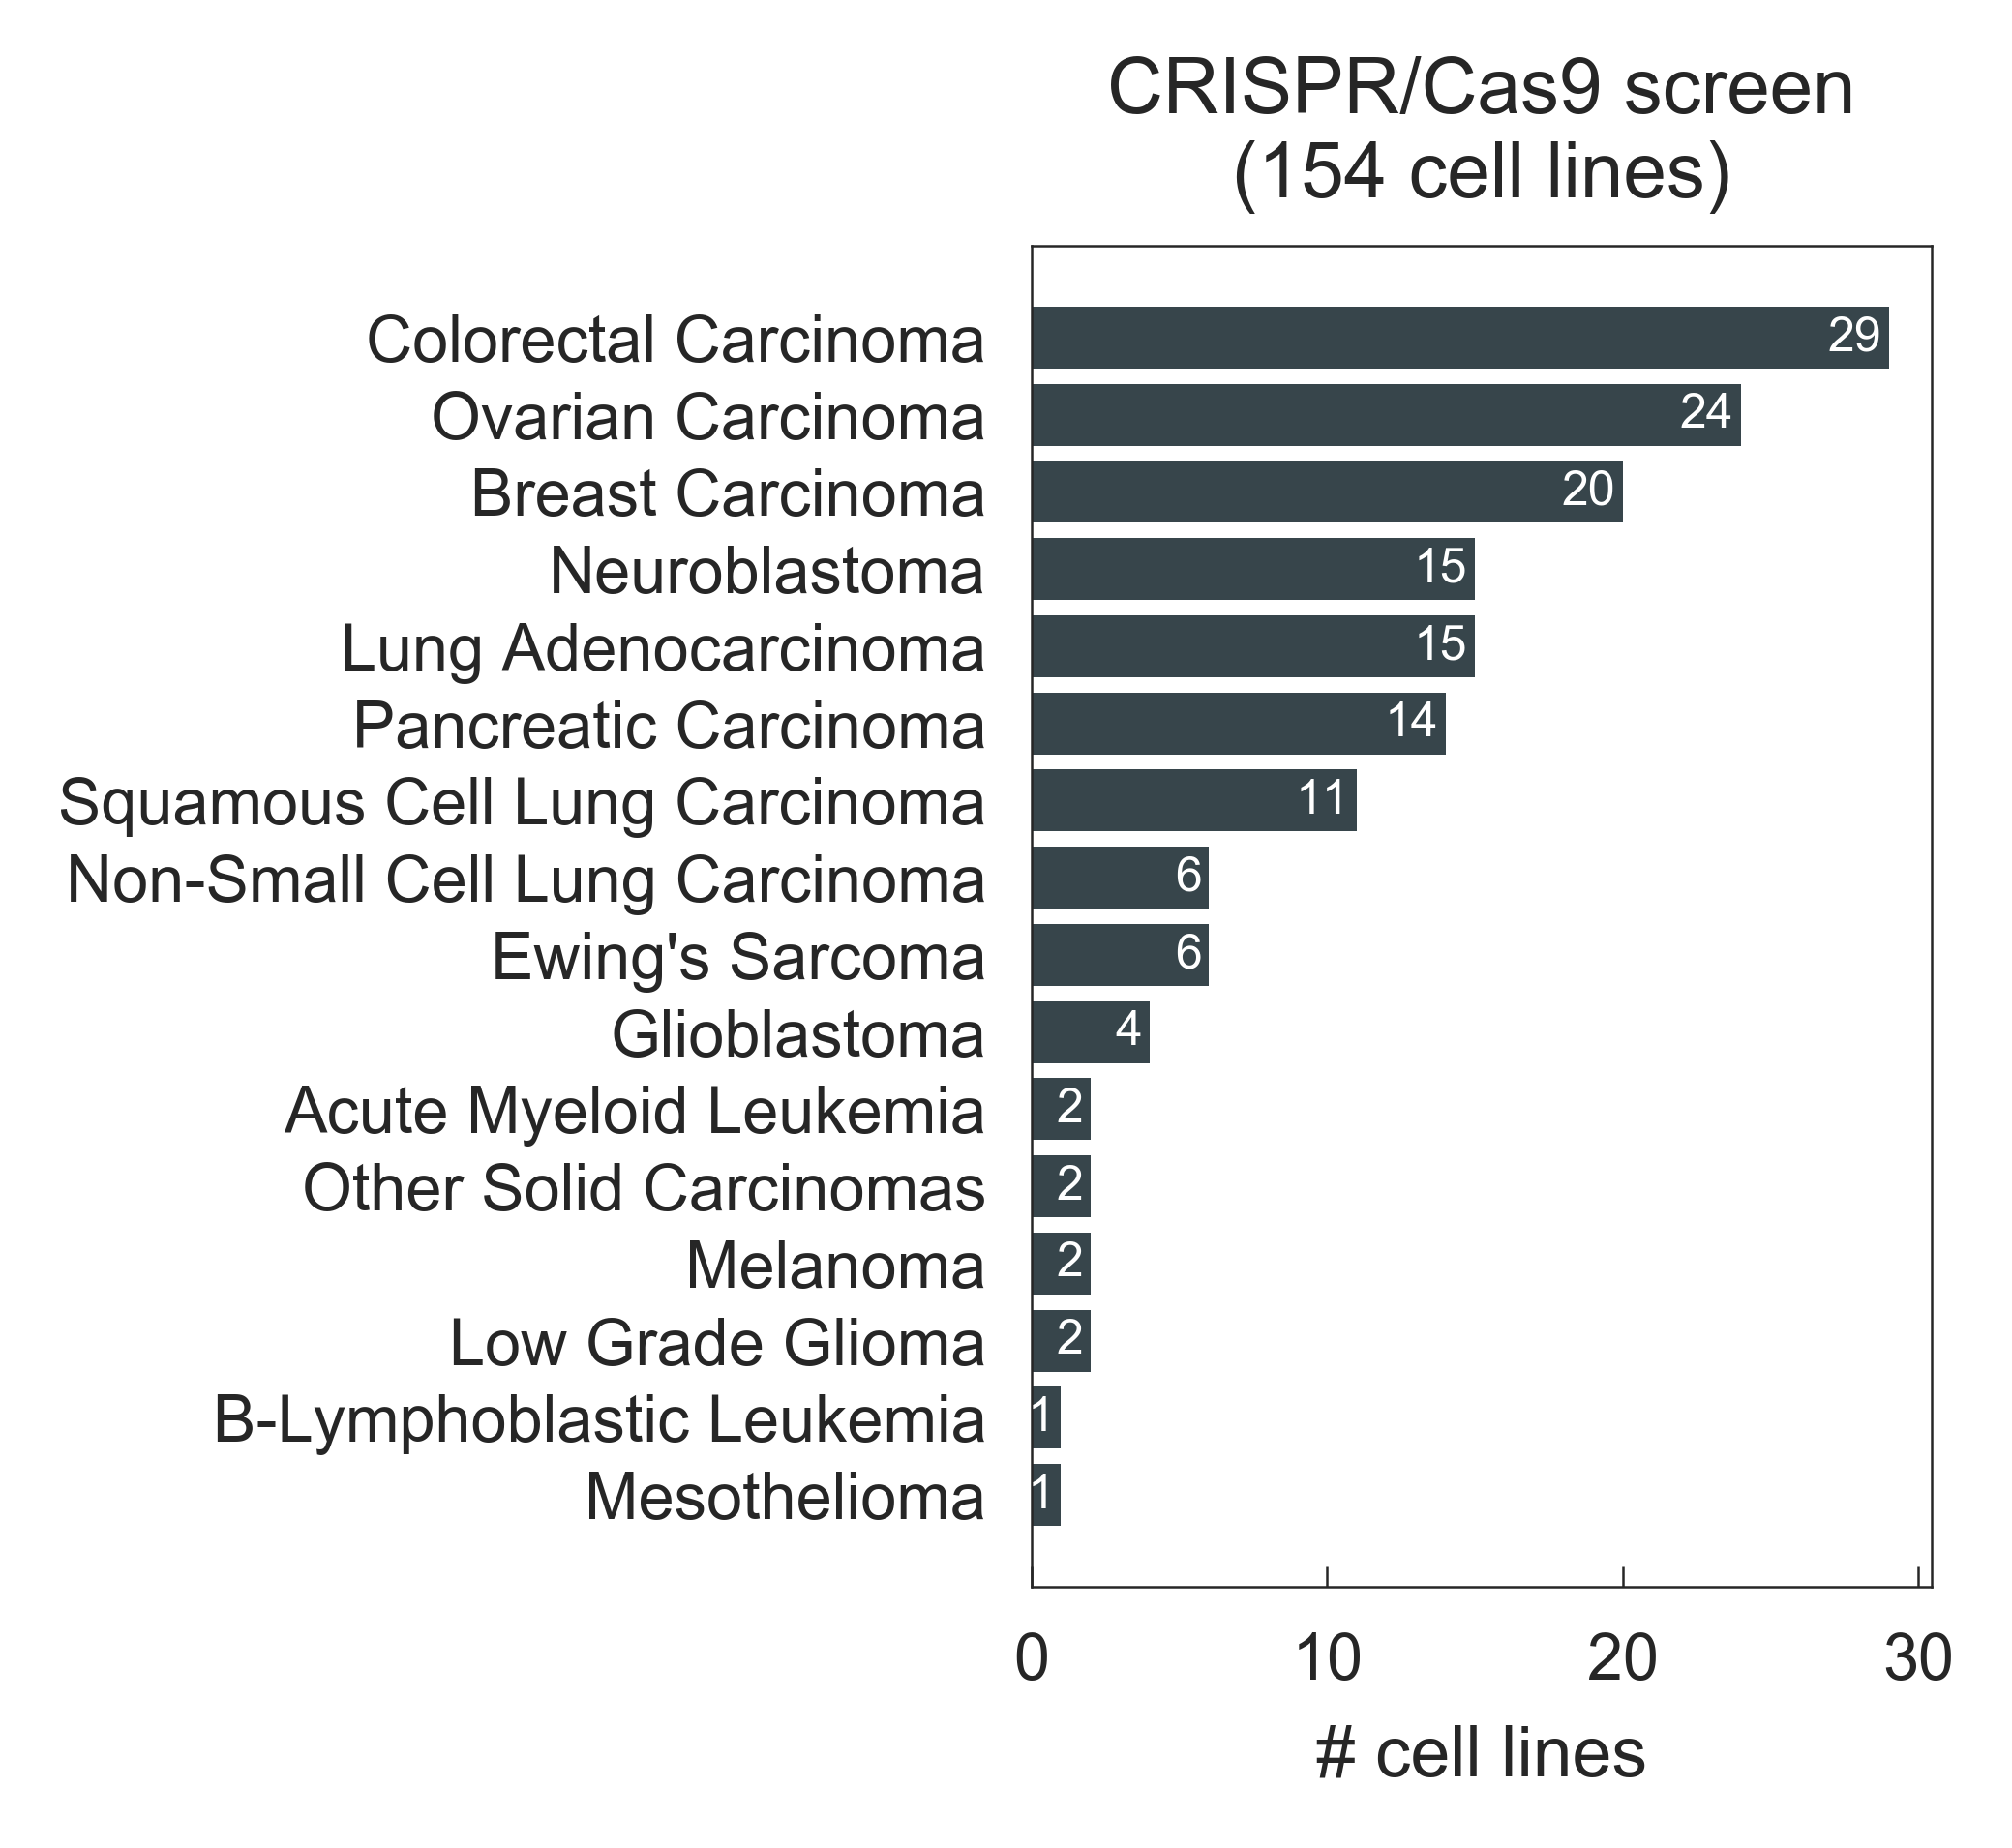 CRISPR/Cas9 screen
(154 cell lines)
Colorectal Carcinoma 29
Ovarian Carcinoma 24
Breast Carcinoma 20
Neuroblastoma 15
Lung Adenocarcinoma 15
Pancreatic Carcinoma 14
Squamous Cell Lung Carcinoma 11
Non-Small Cell Lung Carcinoma 6
Ewing's Sarcoma 6
Glioblastoma 4
Acute Myeloid Leukemia 2
Other Solid Carcinomas 2
Melanoma 2
Low Grade Glioma 2
B-Lymphoblastic Leukemia 1
Mesothelioma 1
0 10 20 30
# cell lines